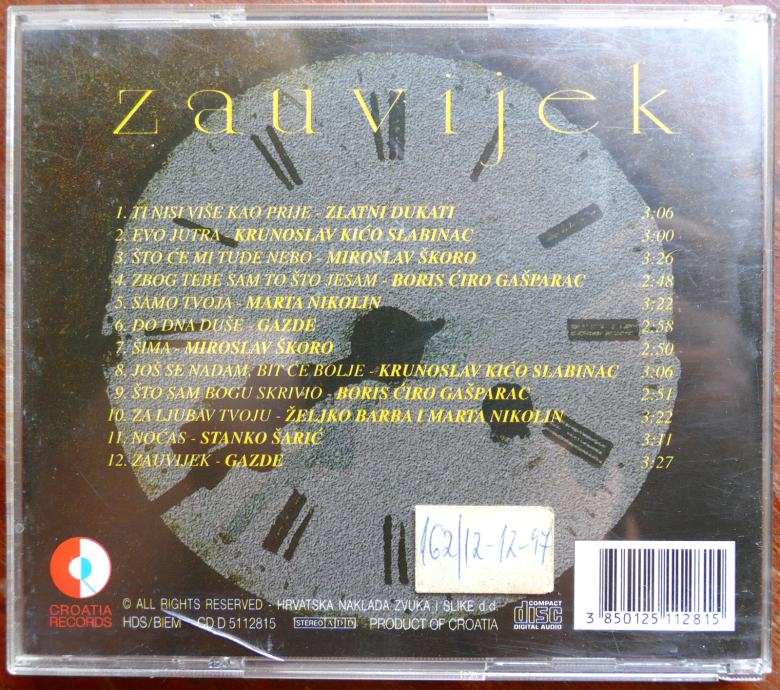 zauvijek
1. TI NISI VIŠE KAO PRIJE - ZLATNI DUKATI 3:06
2. EVO JUTRA - KRUNOSLAV KIĆO SLABINAC 3:00
3. ŠTO ĆE MI TUĐE NEBO - MIROSLAV ŠKORO 3:26
4. ZBOG TEBE SAM TO ŠTO JESAM - BORIS ĆIRO GAŠPARAC 2:48
5. SAMO TVOJA - MARTA NIKOLIN 3:22
6. DO DNA DUŠE - GAZDE 2:58
7. ŠIMA - MIROSLAV ŠKORO 2:50
8. JOŠ SE NADAM, BIT ĆE BOLJE - KRUNOSLAV KIĆO SLABINAC 3:06
9. ŠTO SAM BOGU SKRIVIO - BORIS ĆIRO GAŠPARAC 2:51
10. ZA LJUBAV TVOJU - ŽELJKO BARBA I MARTA NIKOLIN 3:22
11. NOĆAS - STANKO ŠARIĆ 3:11
12. ZAUVIJEK - GAZDE 3:27
162/12-12-97
CROATIA
RECORDS
© ALL RIGHTS RESERVED - HRVATSKA NAKLADA ZVUKA I SLIKE d.d.
HDS/BIEM CD D 5112815 STEREO A D D PRODUCT OF CROATIA
COMPACT
disc
DIGITAL AUDIO
3 850125 112815